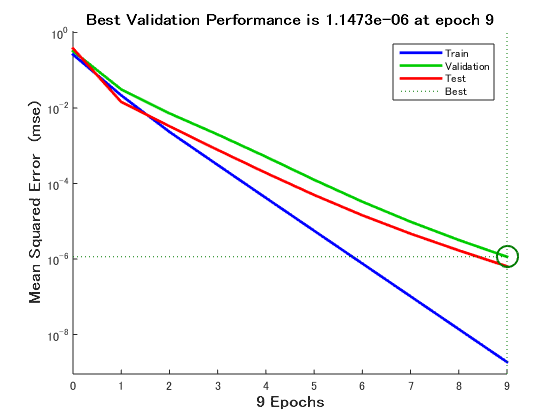 Best Validation Performance is 1.1473e-06 at epoch 9
Mean Squared Error (mse)
10^0
10^-2
10^-4
10^-6
10^-8
Train
Validation
Test
Best
0 1 2 3 4 5 6 7 8 9
9 Epochs